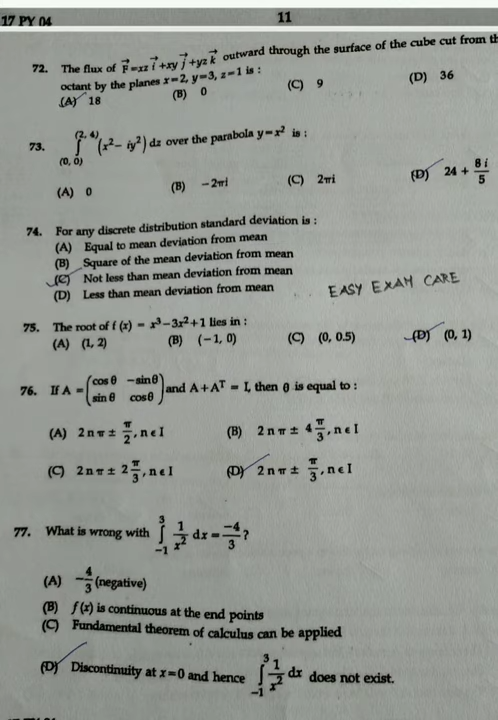 17 PY 04
11
72. The flux of F⃗=xz i⃗+xy j⃗+yz k⃗ outward through the surface of the cube cut from th
octant by the planes x=2, y=3, z=1 is :
(A) 18 (B) 0 (C) 9 (D) 36
73. ∫_(0, 0)^(2, 4) (x²– iy²) dz over the parabola y=x² is :
(A) 0 (B) –2πi (C) 2πi (D) 24 + 8i/5
74. For any discrete distribution standard deviation is :
(A) Equal to mean deviation from mean
(B) Square of the mean deviation from mean
(C) Not less than mean deviation from mean
(D) Less than mean deviation from mean
EASY EXAM CARE
75. The root of f (x) = x³–3x²+1 lies in :
(A) (1, 2) (B) (–1, 0) (C) (0, 0.5) (D) (0, 1)
76. If A = (cos θ –sin θ
sin θ cos θ) and A+Aᵀ = I, then θ is equal to :
(A) 2nπ ± π/2, n∈I (B) 2nπ ± 4π/3, n∈I
(C) 2nπ ± 2π/3, n∈I (D) 2nπ ± π/3, n∈I
77. What is wrong with ∫_–1^3 1/x² dx = –4/3?
(A) –4/3 (negative)
(B) f(x) is continuous at the end points
(C) Fundamental theorem of calculus can be applied
(D) Discontinuity at x=0 and hence ∫_–1^3 1/x² dx does not exist.